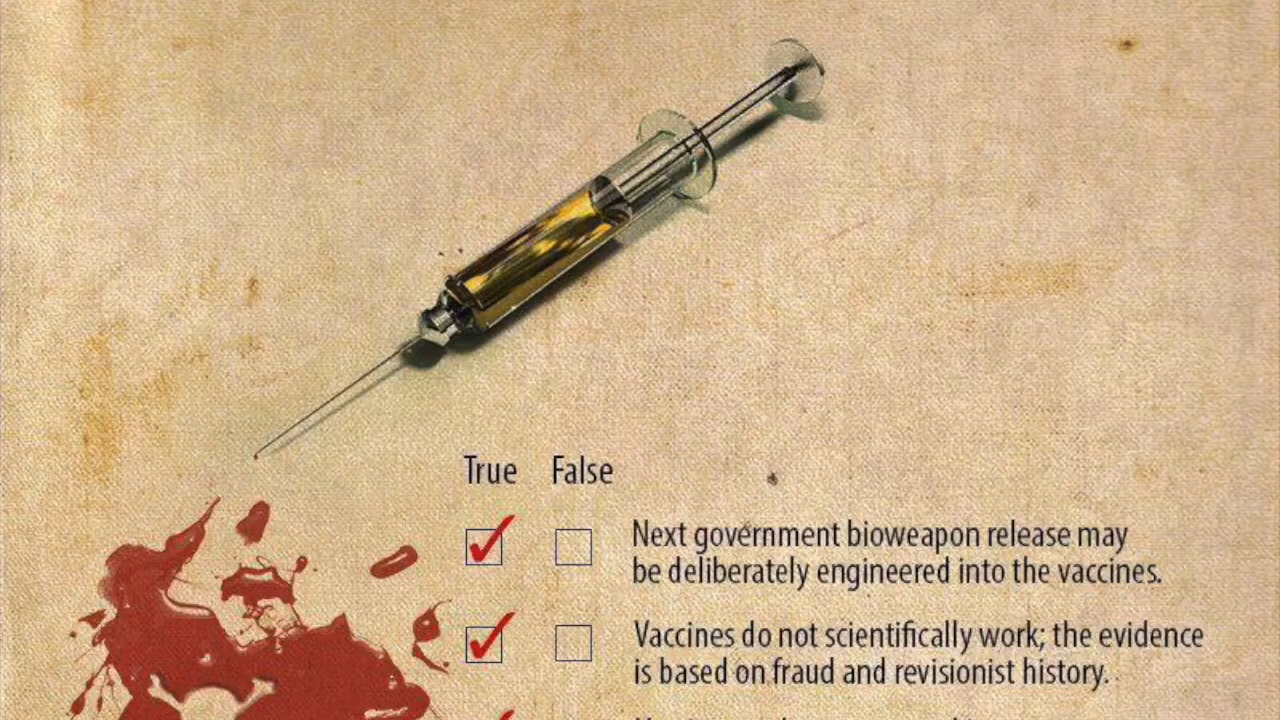 True False
Next government bioweapon release may
be deliberately engineered into the vaccines.
Vaccines do not scientifically work; the evidence
is based on fraud and revisionist history.